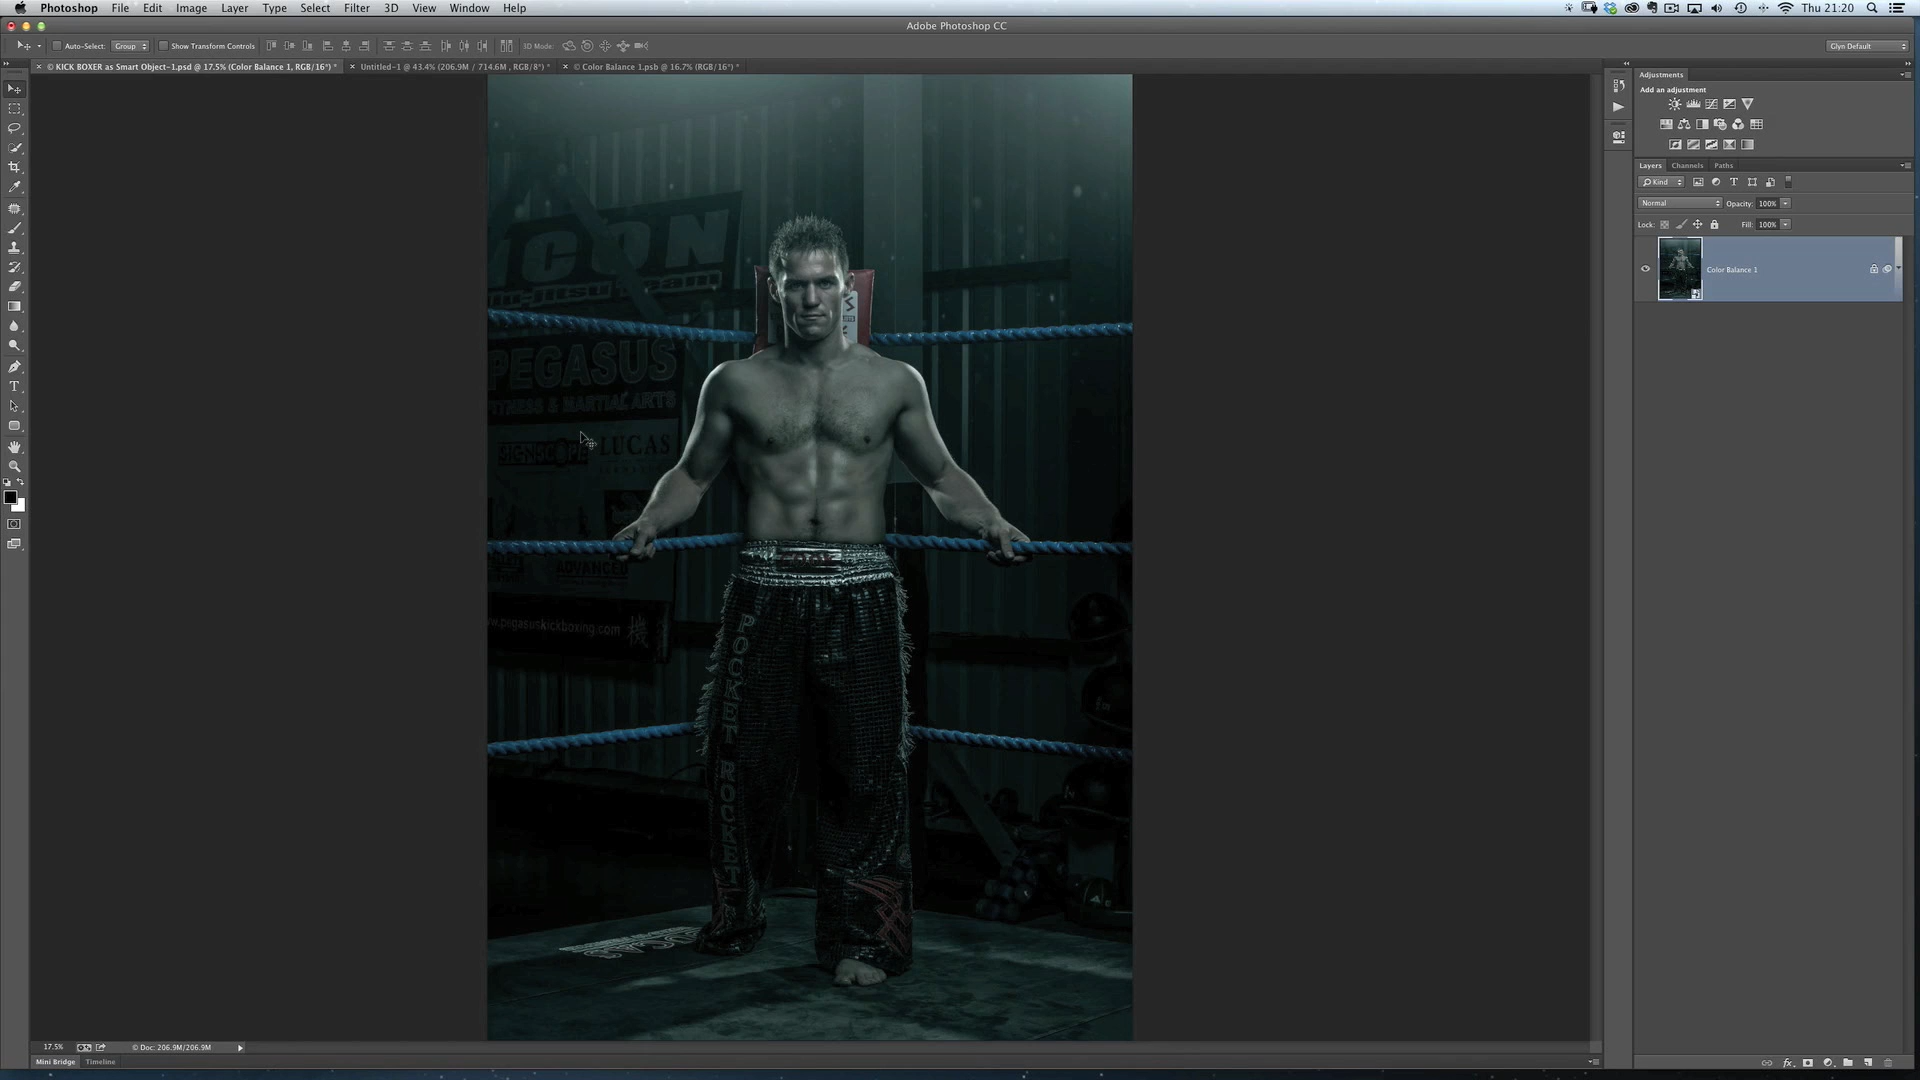 Photoshop File Edit Image Layer Type Select Filter 3D View Window Help
Thu 21:20
Adobe Photoshop CC
Auto-Select: Group Show Transform Controls 3D Mode: Glyn Default
× © KICK BOXER as Smart Object-1.psd @ 17.5% (Color Balance 1, RGB/16*) * × Untitled-1 @ 43.4% (206.9M / 714.6M, RGB/8*) * × © Color Balance 1.psb @ 16.7% (RGB/16*) *
Adjustments
Add an adjustment
Layers Channels Paths
Kind
Normal Opacity: 100%
Lock: Fill: 100%
Color Balance 1
ICON
PEGASUS
FITNESS & MARTIAL ARTS
SIGNSCOPE LUCAS
ADVANCED
www.pegasuskickboxing.com
POCKET ROCKET
LUCAS
17.5% © Doc: 206.9M/206.9M
Mini Bridge Timeline